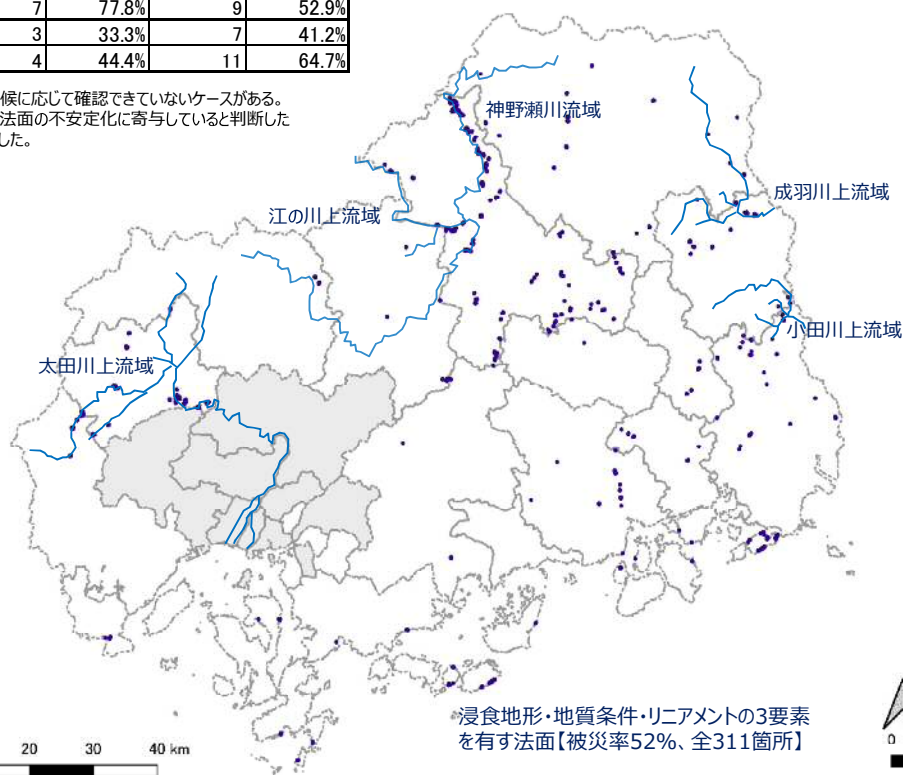 7 77.8% 9 52.9%
3 33.3% 7 41.2%
4 44.4% 11 64.7%
候に応じて確認できていないケースがある。
法面の不安定化に寄与していると判断した
した。
神野瀬川流域
成羽川上流域
江の川上流域
小田川上流域
太田川上流域
浸食地形・地質条件・リニアメントの3要素
を有す法面【被災率52%、全311箇所】
20 30 40 km
0